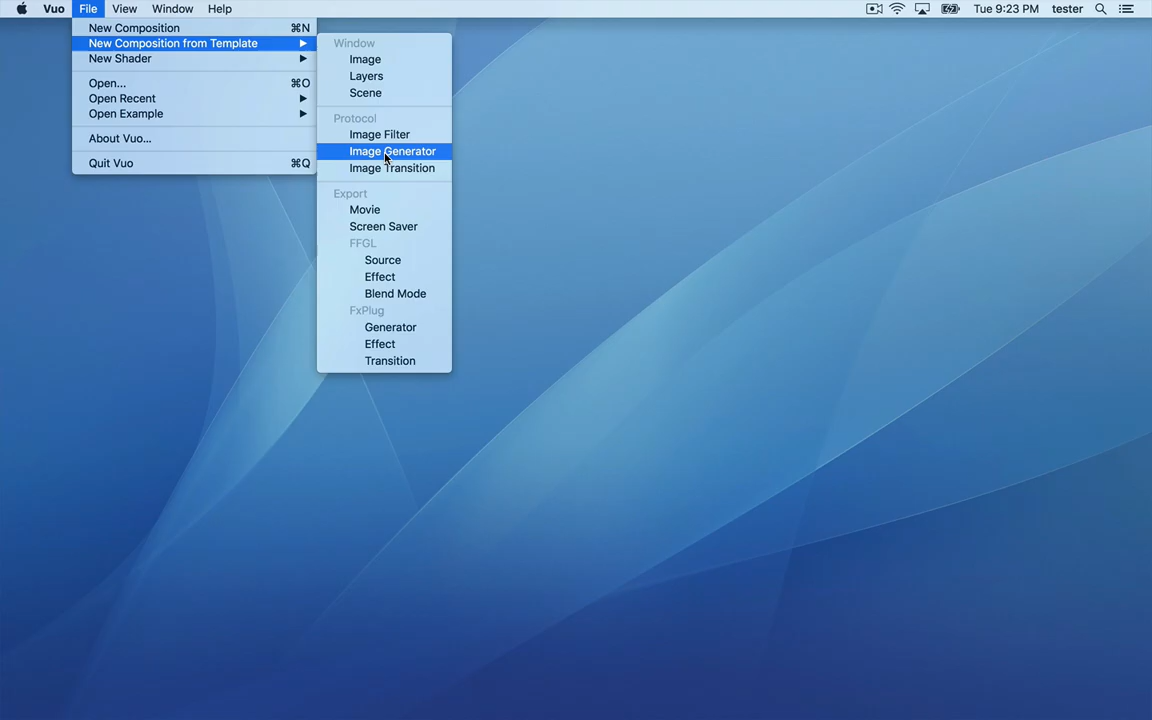 Vuo File View Window Help Tue 9:23 PM tester
New Composition ⌘N
New Composition from Template
New Shader
Open... ⌘O
Open Recent
Open Example
About Vuo...
Quit Vuo ⌘Q
Window
Image
Layers
Scene
Protocol
Image Filter
Image Generator
Image Transition
Export
Movie
Screen Saver
FFGL
Source
Effect
Blend Mode
FxPlug
Generator
Effect
Transition